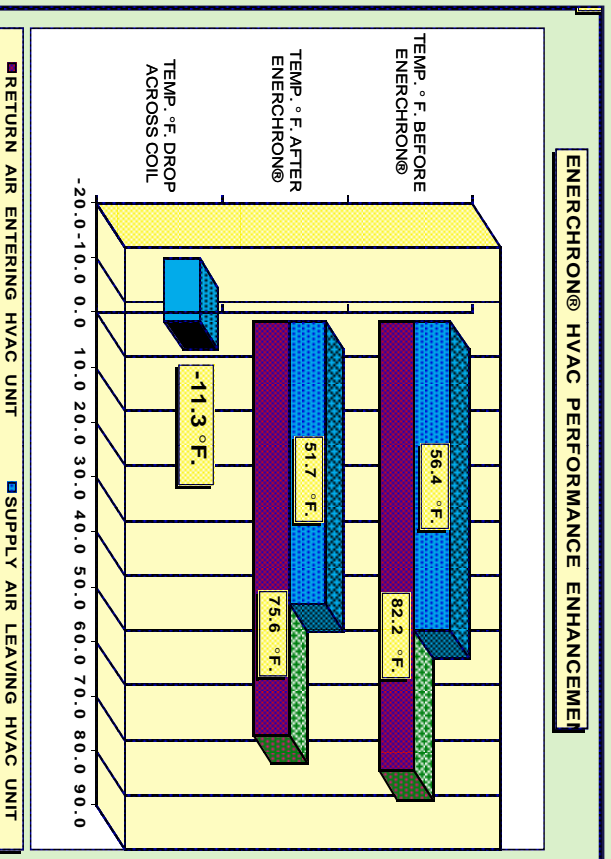 ENERCHRON® HVAC PERFORMANCE ENHANCEMEN
TEMP. ° F. BEFORE
ENERCHRON®
TEMP. ° F. AFTER
ENERCHRON®
TEMP. °F. DROP
ACROSS COIL
56.4 °F.
82.2 °F.
51.7 °F.
75.6 °F.
-11.3 °F.
-20.0 -10.0 0.0 10.0 20.0 30.0 40.0 50.0 60.0 70.0 80.0 90.0
RETURN AIR ENTERING HVAC UNIT
SUPPLY AIR LEAVING HVAC UNIT